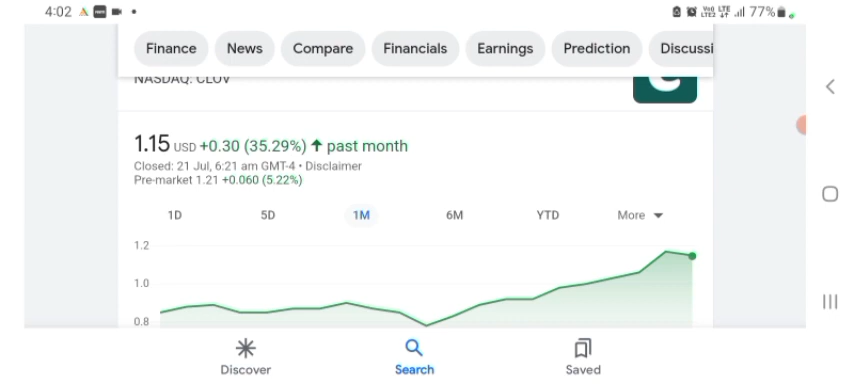 4:02
77%
Finance News Compare Financials Earnings Prediction Discussi
NASDAQ: CLOV
1.15 USD +0.30 (35.29%) ↑ past month
Closed: 21 Jul, 6:21 am GMT-4 • Disclaimer
Pre-market 1.21 +0.060 (5.22%)
1D 5D 1M 6M YTD More
1.2
1.0
0.8
Discover Search Saved